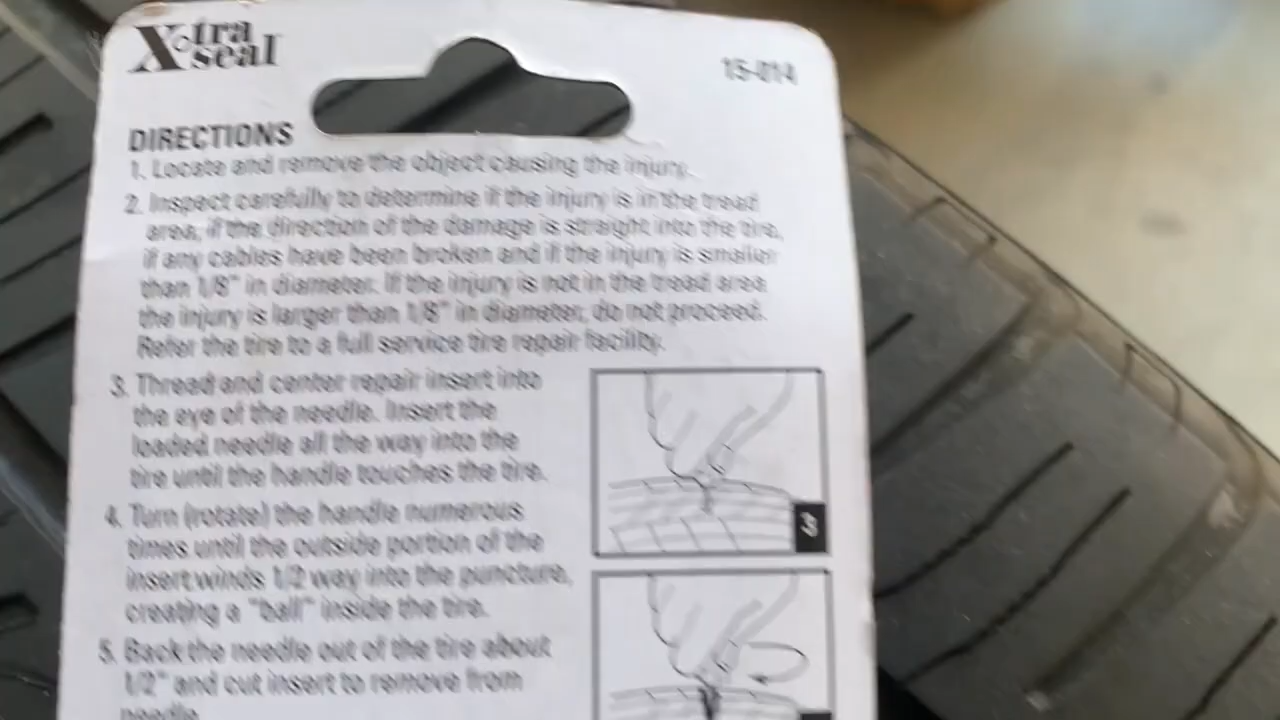 X-tra
seal
15-014
DIRECTIONS
1. Locate and remove the object causing the injury.
2. Inspect carefully to determine if the injury is in the tread
area, if the direction of the damage is straight into the tire,
if any cables have been broken and if the injury is smaller
than 1/8" in diameter. If the injury is not in the tread area
the injury is larger than 1/8" in diameter, do not proceed.
Refer the tire to a full service tire repair facility.
3. Thread and center repair insert into
the eye of the needle. Insert the
loaded needle all the way into the
tire until the handle touches the tire.
3
4. Turn (rotate) the handle numerous
times until the outside portion of the
insert winds 1/2 way into the puncture,
creating a "ball" inside the tire.
5. Back the needle out of the tire about
1/2" and cut insert to remove from
needle.